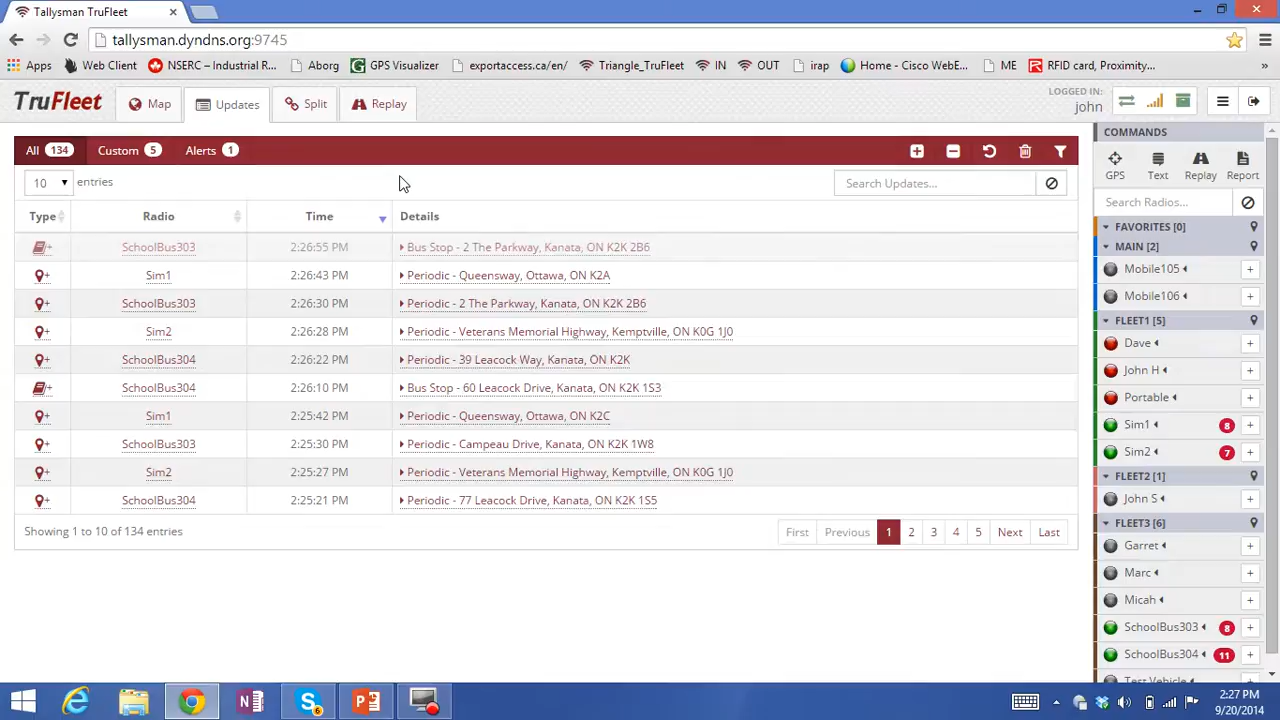 Tallysman TruFleet
tallysman.dyndns.org:9745
Apps Web Client NSERC – Industrial R... Aborg GPS Visualizer exportaccess.ca/en/ Triangle_TruFleet IN OUT irap Home - Cisco WebE... ME RFID card, Proximity... »
TruFleet Map Updates Split Replay
LOGGED IN:
john
All 134 Custom 5 Alerts 1
10 entries Search Updates...
Type Radio Time Details
SchoolBus303 2:26:55 PM Bus Stop - 2 The Parkway, Kanata, ON K2K 2B6
Sim1 2:26:43 PM Periodic - Queensway, Ottawa, ON K2A
SchoolBus303 2:26:30 PM Periodic - 2 The Parkway, Kanata, ON K2K 2B6
Sim2 2:26:28 PM Periodic - Veterans Memorial Highway, Kemptville, ON K0G 1J0
SchoolBus304 2:26:22 PM Periodic - 39 Leacock Way, Kanata, ON K2K
SchoolBus304 2:26:10 PM Bus Stop - 60 Leacock Drive, Kanata, ON K2K 1S3
Sim1 2:25:42 PM Periodic - Queensway, Ottawa, ON K2C
SchoolBus303 2:25:30 PM Periodic - Campeau Drive, Kanata, ON K2K 1W8
Sim2 2:25:27 PM Periodic - Veterans Memorial Highway, Kemptville, ON K0G 1J0
SchoolBus304 2:25:21 PM Periodic - 77 Leacock Drive, Kanata, ON K2K 1S5
Showing 1 to 10 of 134 entries First Previous 1 2 3 4 5 Next Last
COMMANDS
GPS Text Replay Report
Search Radios...
FAVORITES [0]
MAIN [2]
Mobile105 +
Mobile106 +
FLEET1 [5]
Dave +
John H +
Portable +
Sim1 8 +
Sim2 7 +
FLEET2 [1]
John S +
FLEET3 [6]
Garret +
Marc +
Micah +
SchoolBus303 8 +
SchoolBus304 11 +
Test Vehicle
6
2:27 PM
9/20/2014